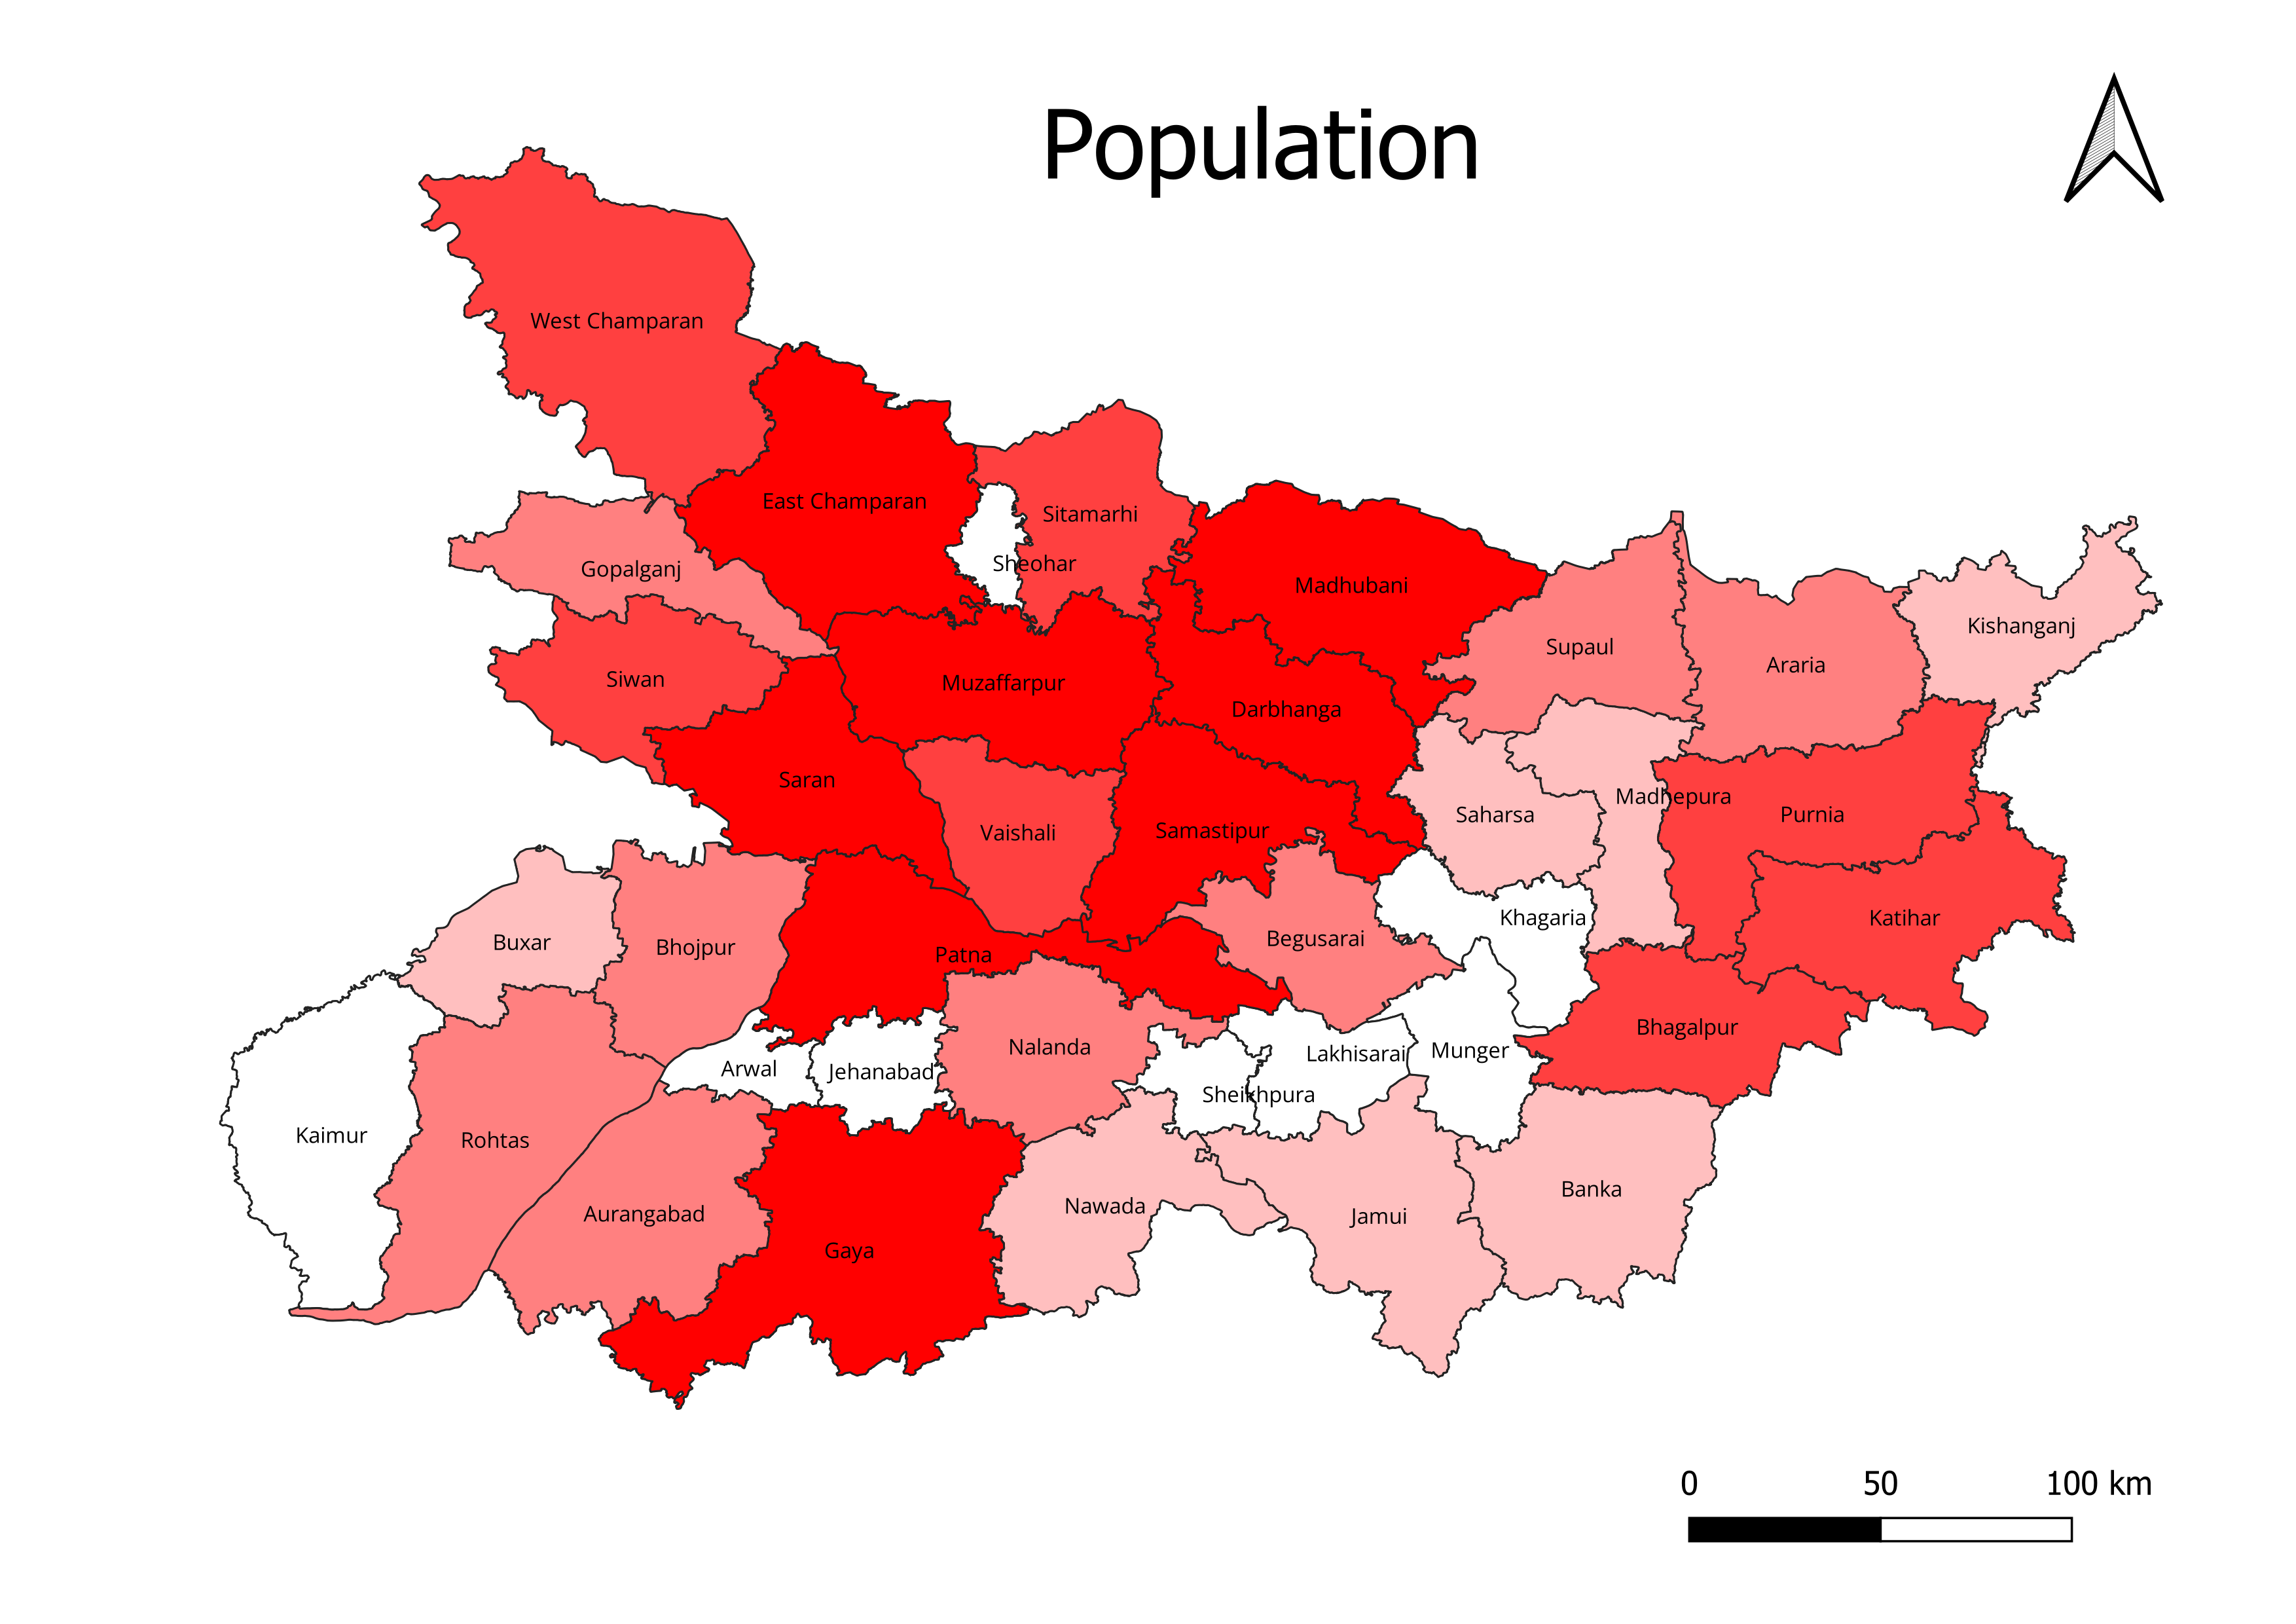 Population
West Champaran
East Champaran
Sitamarhi
Sheohar
Gopalganj
Madhubani
Kishanganj
Supaul
Araria
Siwan
Muzaffarpur
Darbhanga
Saran
Madhepura
Vaishali
Samastipur
Saharsa
Purnia
Khagaria
Katihar
Buxar
Bhojpur
Begusarai
Patna
Bhagalpur
Nalanda
Lakhisarai
Munger
Arwal
Jehanabad
Sheikhpura
Kaimur
Rohtas
Banka
Aurangabad
Nawada
Jamui
Gaya
0 50 100 km